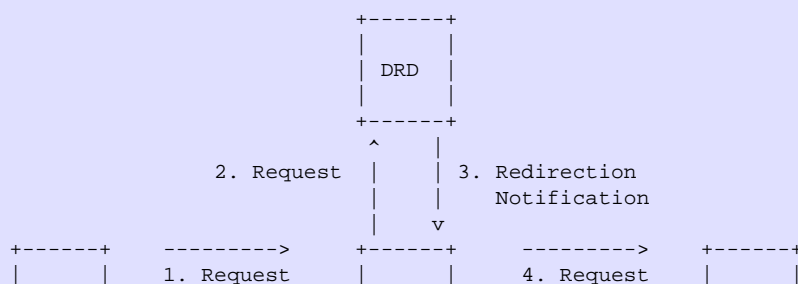 DRD
2. Request
3. Redirection
Notification
1. Request
4. Request